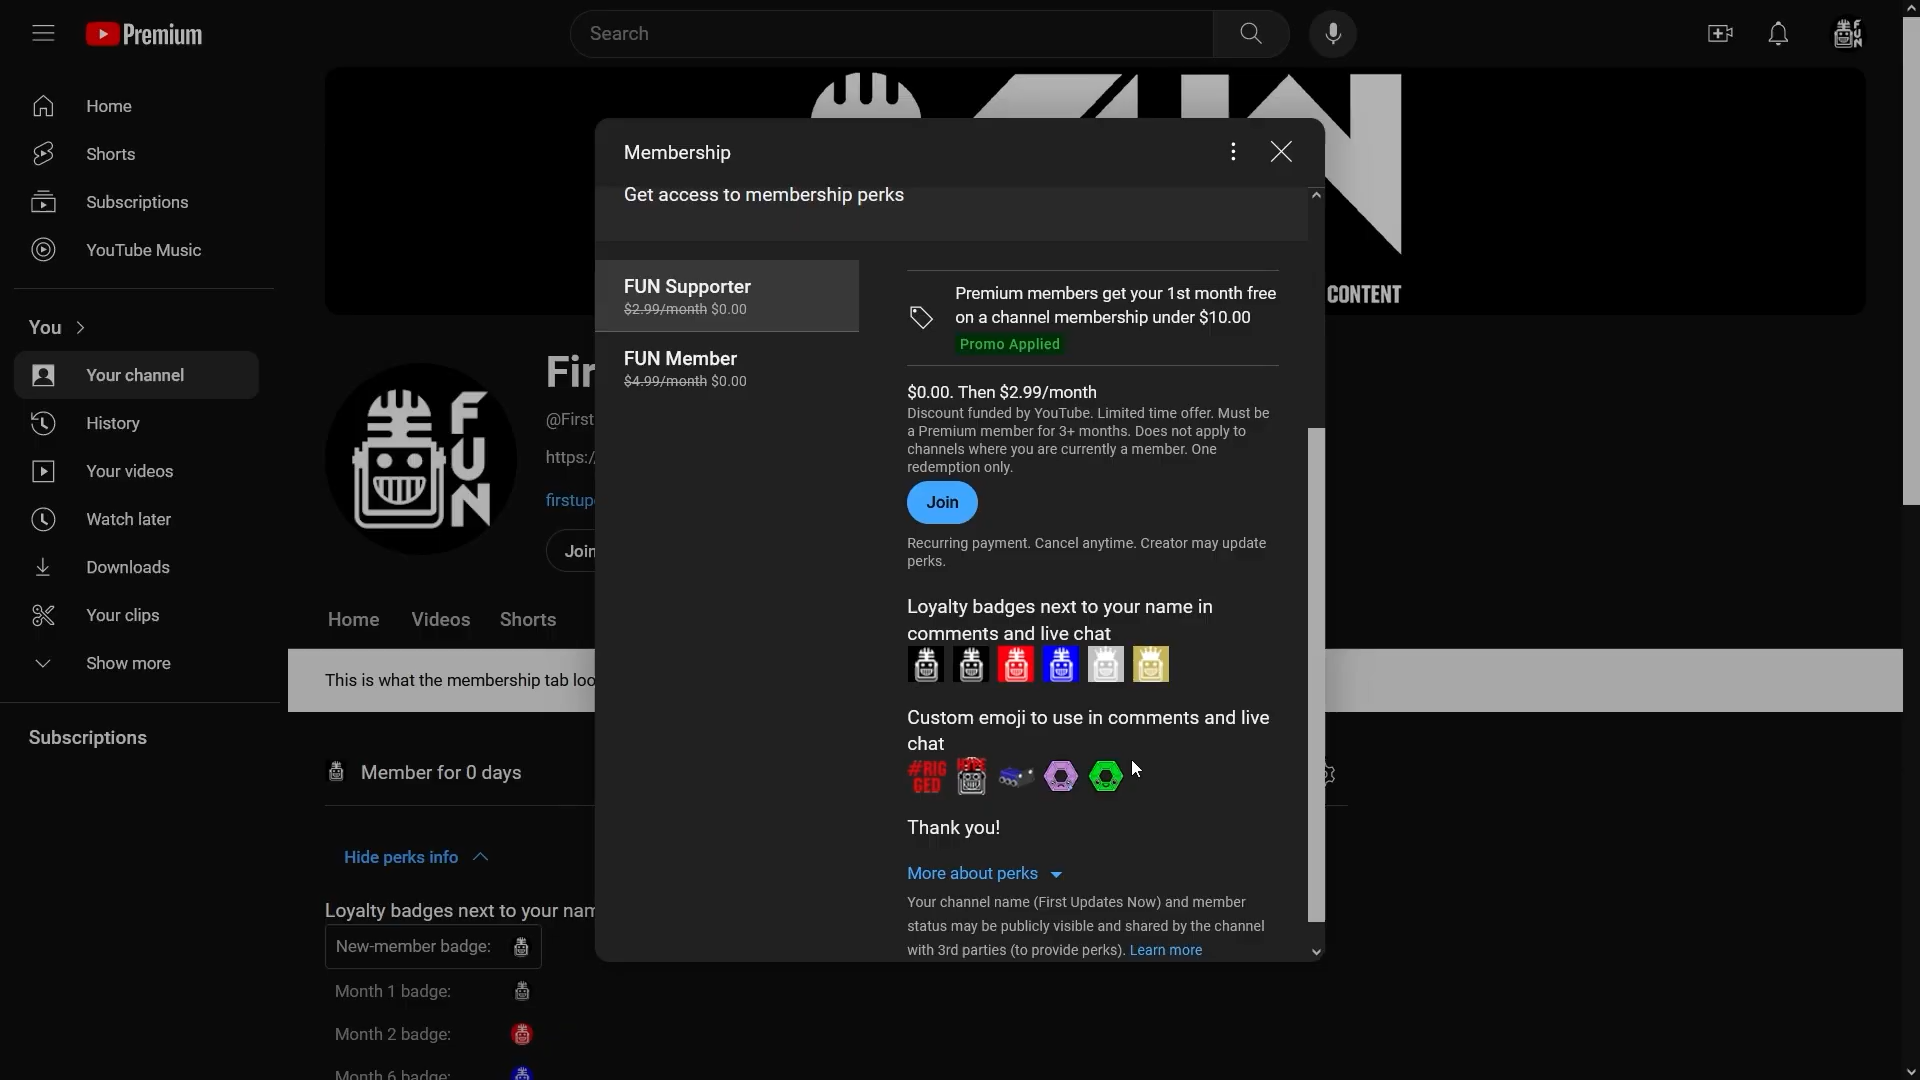 Premium
Search
Home
Shorts
Subscriptions
YouTube Music
You
Your channel
History
Your videos
Watch later
Downloads
Your clips
Show more
Subscriptions
CONTENT
FUN
Fir
@First
https:/
firstup
Join
Home Videos Shorts
This is what the membership tab loo
Member for 0 days
Hide perks info
Loyalty badges next to your nam
New-member badge:
Month 1 badge:
Month 2 badge:
Month 6 badge:
Membership
Get access to membership perks
FUN Supporter
$2.99/month $0.00
FUN Member
$4.99/month $0.00
Premium members get your 1st month free
on a channel membership under $10.00
Promo Applied
$0.00. Then $2.99/month
Discount funded by YouTube. Limited time offer. Must be
a Premium member for 3+ months. Does not apply to
channels where you are currently a member. One
redemption only.
Join
Recurring payment. Cancel anytime. Creator may update
perks.
Loyalty badges next to your name in
comments and live chat
Custom emoji to use in comments and live
chat
#RIG
GED
HYPE
Thank you!
More about perks
Your channel name (First Updates Now) and member
status may be publicly visible and shared by the channel
with 3rd parties (to provide perks). Learn more